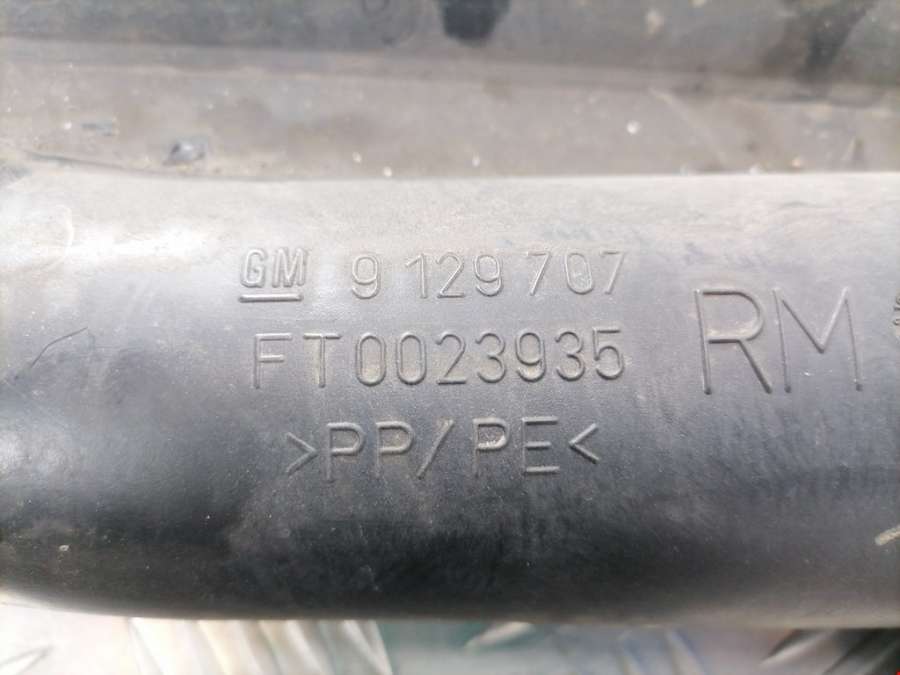 GM 9 129 707
FT0023935
RM
>PP/PE<